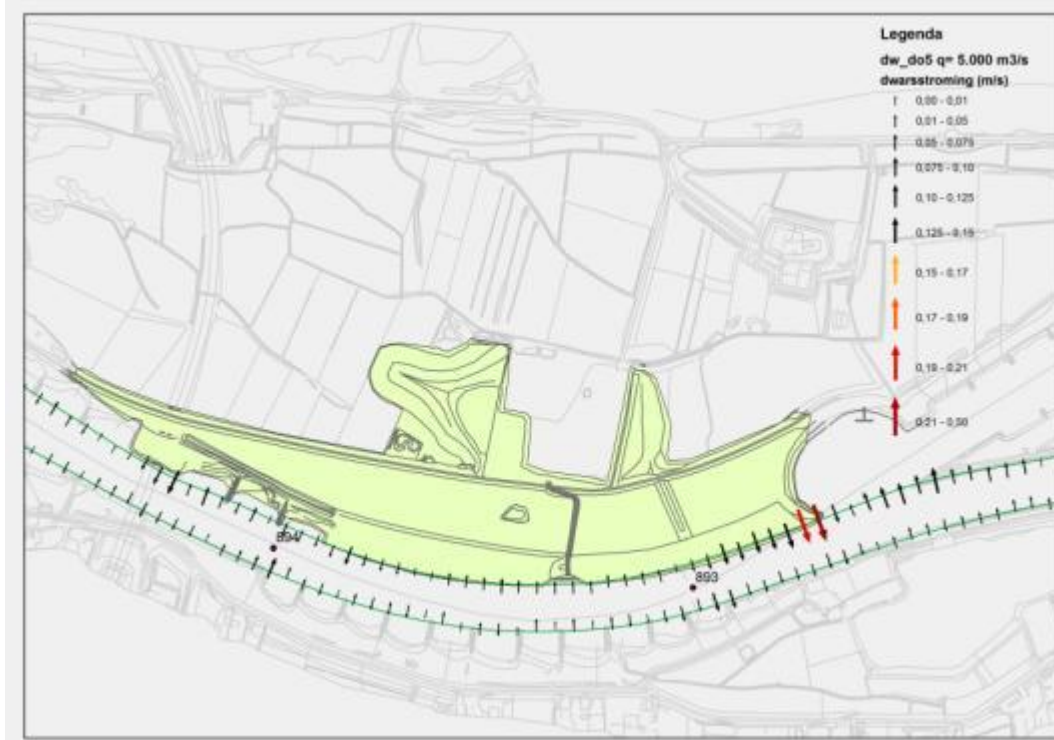 Legenda
dw_do5 q= 5.000 m3/s
dwarsstroming (m/s)
0,00 - 0,01
0,01 - 0,05
0,05 - 0,075
0,075 - 0,10
0,10 - 0,125
0,125 - 0,15
0,15 - 0,17
0,17 - 0,19
0,19 - 0,21
0,21 - 0,50
894
893